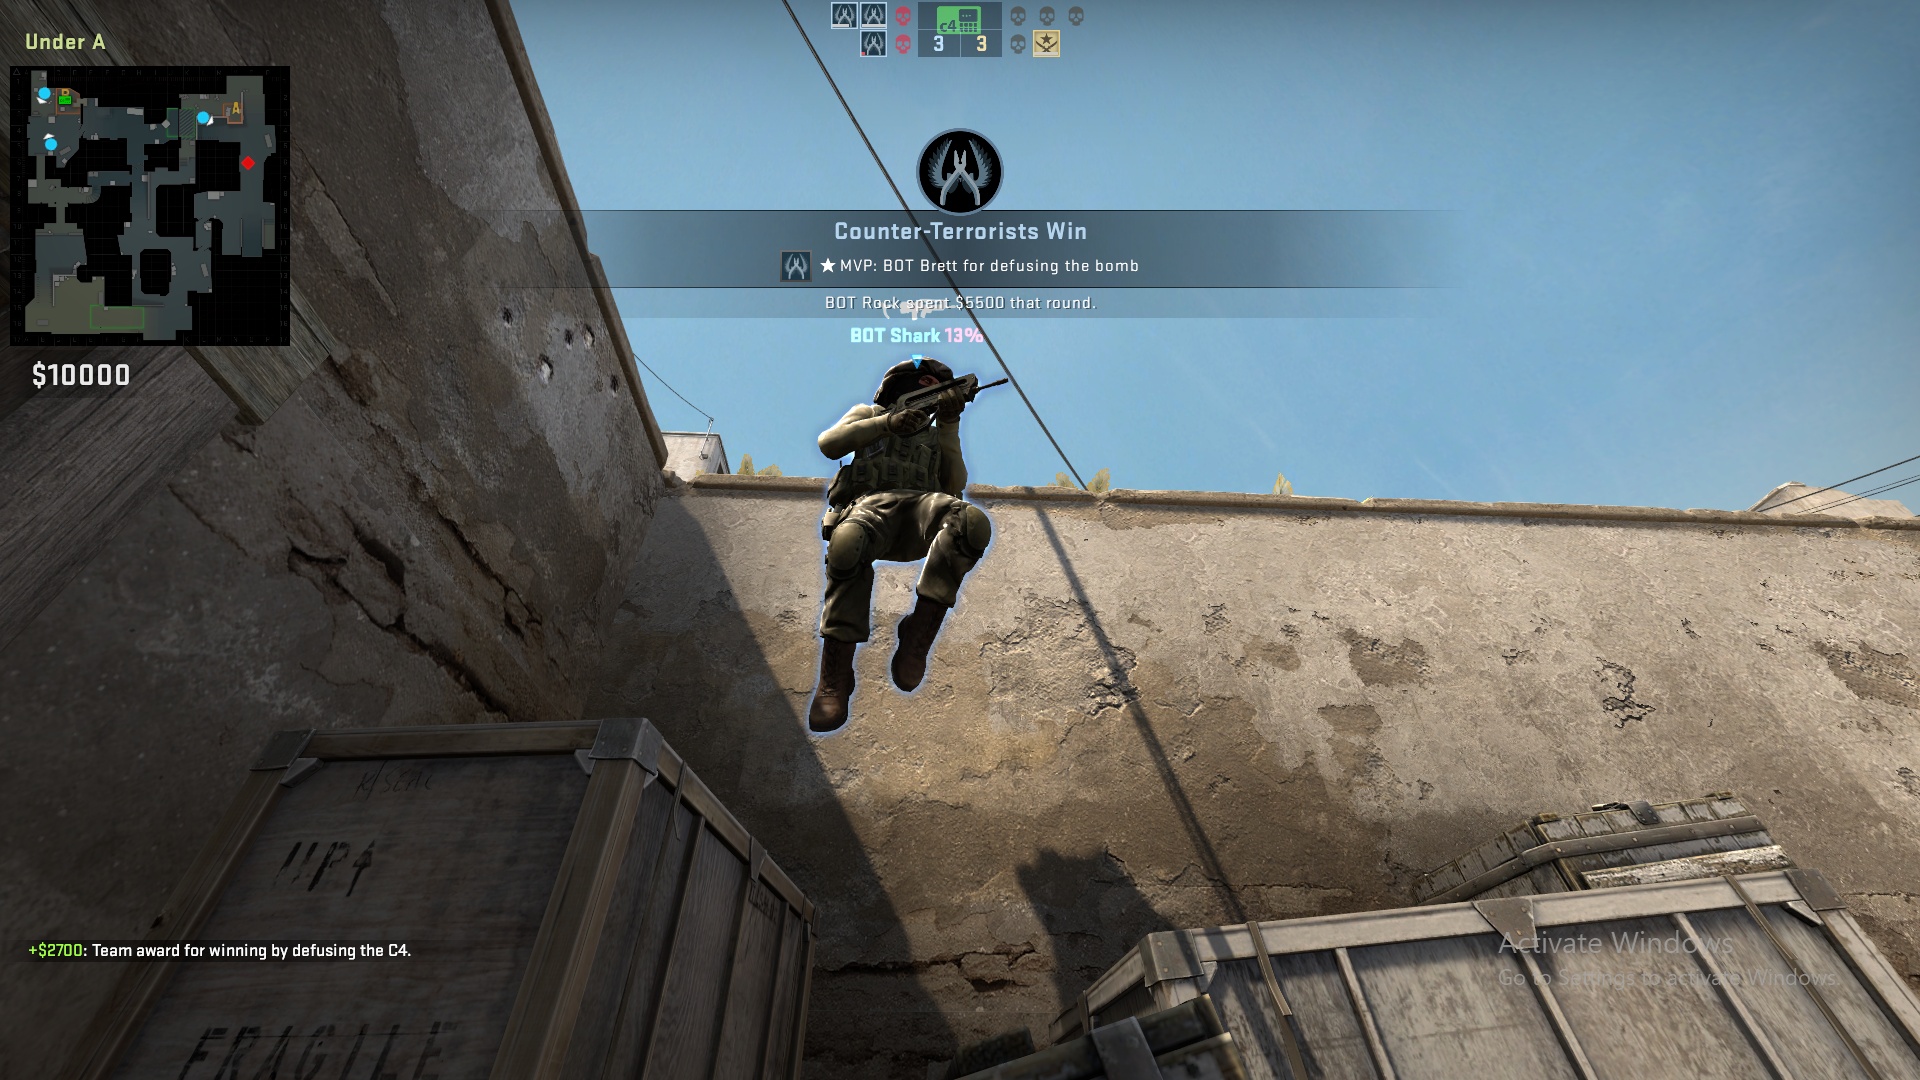 Under A
c4
3 3
A
Counter-Terrorists Win
★ MVP: BOT Brett for defusing the bomb
BOT Rock spent $5500 that round.
BOT Shark 13%
$10000
+$2700: Team award for winning by defusing the C4.
Activate Windows
Go to Settings to activate Windows.
FRAGILE